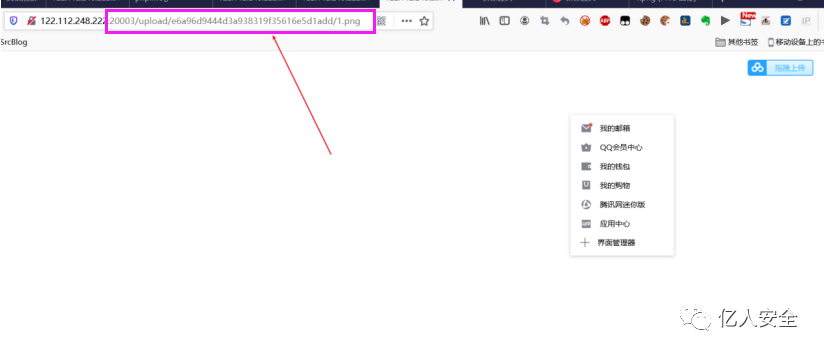 122.112.248.222:20003/upload/e6a96d9444d3a938319f35616e5d1add/1.png
ABP
New
IP
SrcBlog
其他书签
移动设备上的书
拖拽上传
我的邮箱
QQ会员中心
我的钱包
我的购物
腾讯网迷你版
应用中心
界面管理器
亿人安全